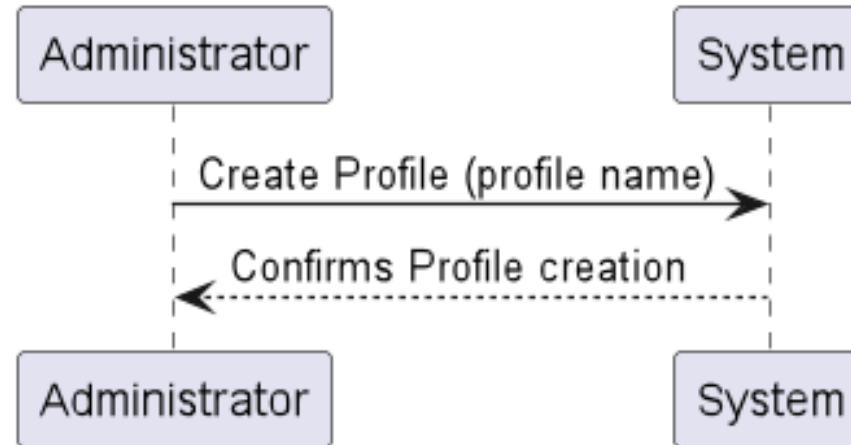 Administrator
System
Create Profile (profile name)
Confirms Profile creation
Administrator
System